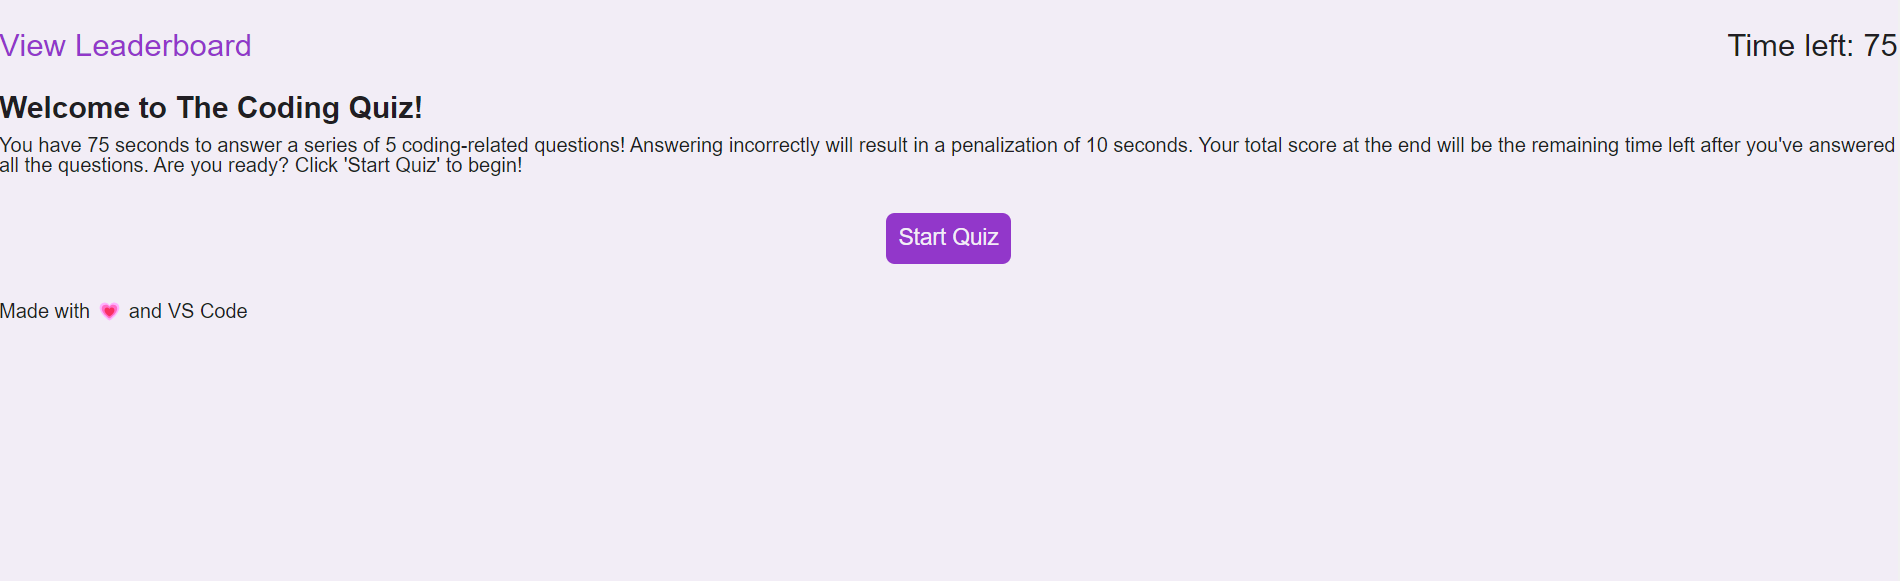 View Leaderboard
Time left: 75
Welcome to The Coding Quiz!
You have 75 seconds to answer a series of 5 coding-related questions! Answering incorrectly will result in a penalization of 10 seconds. Your total score at the end will be the remaining time left after you've answered
all the questions. Are you ready? Click 'Start Quiz' to begin!
Start Quiz
Made with 💗 and VS Code